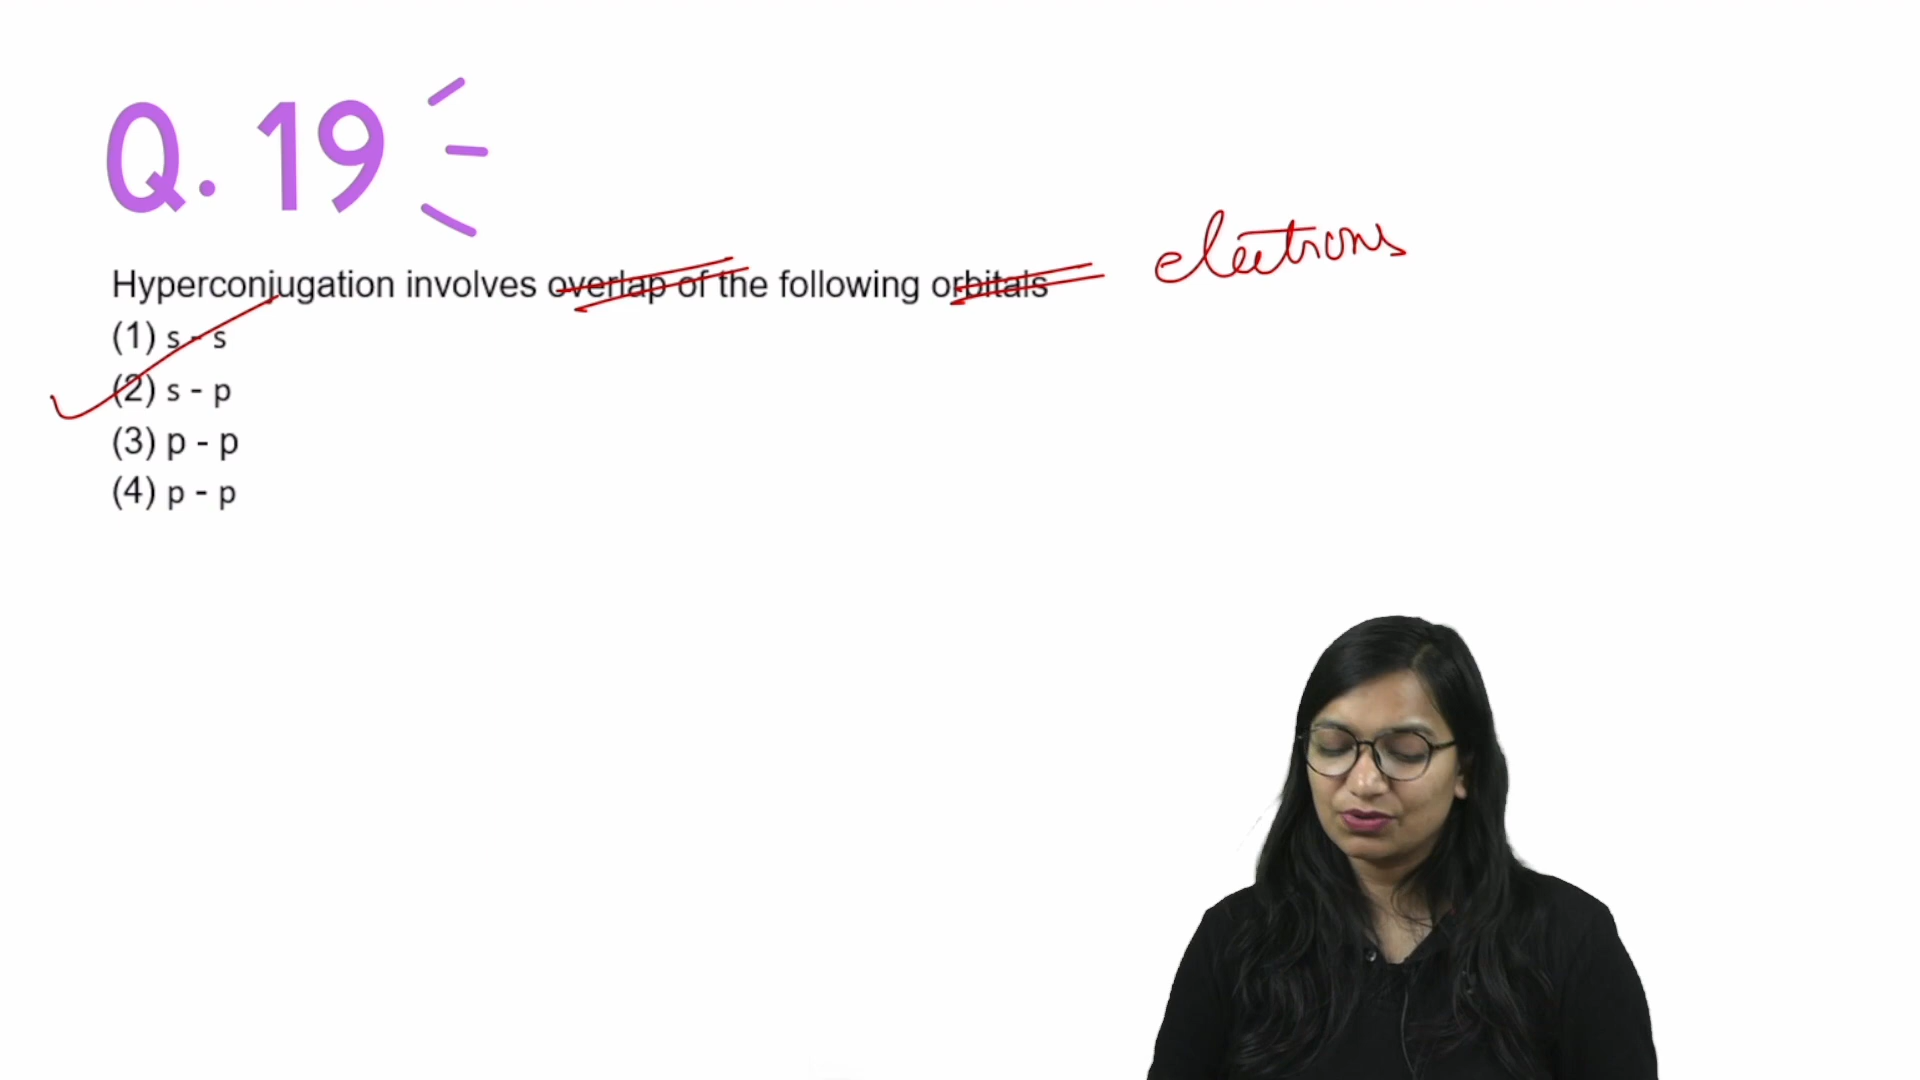 Q. 19
Hyperconjugation involves overlap of the following orbitals electrons
(1) s - s
(2) s - p
(3) p - p
(4) p - p